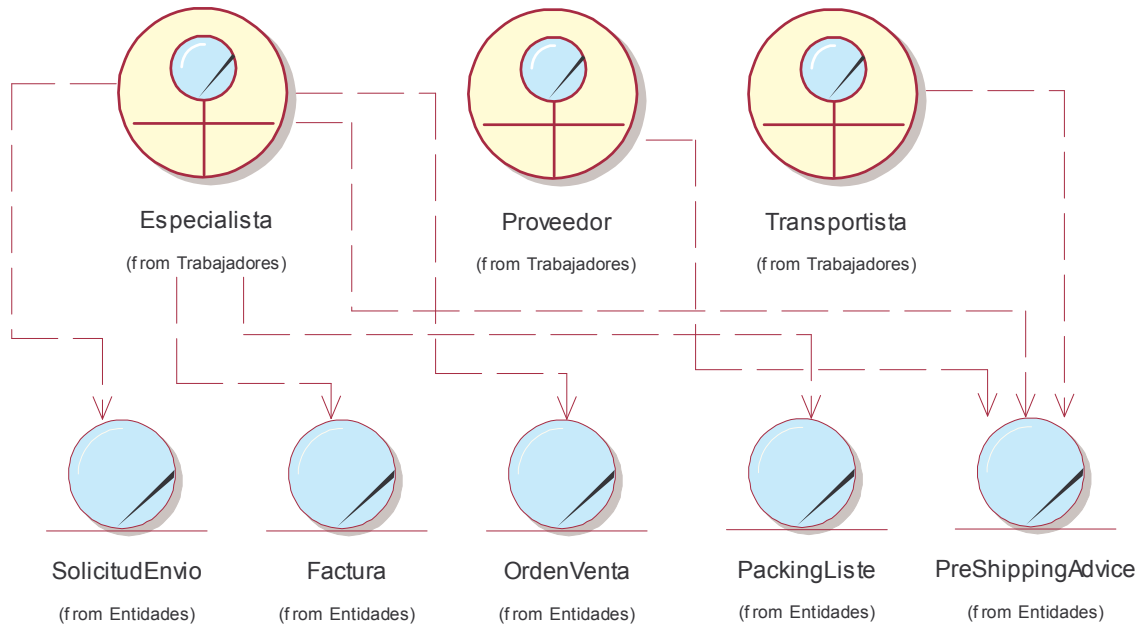 Especialista
(from Trabajadores)
Proveedor
(from Trabajadores)
Transportista
(from Trabajadores)
SolicitudEnvio
(from Entidades)
Factura
(from Entidades)
OrdenVenta
(from Entidades)
PackingListe
(from Entidades)
PreShippingAdvice
(from Entidades)